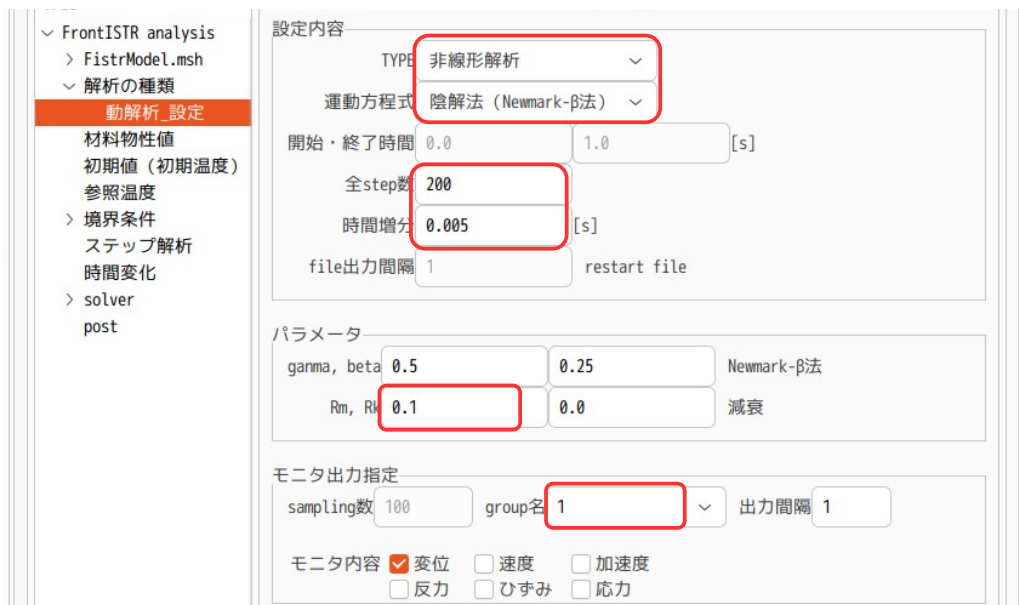 FrontISTR analysis
FistrModel.msh
解析の種類
動解析_設定
材料物性値
初期値（初期温度）
参照温度
境界条件
ステップ解析
時間変化
solver
post
設定内容
TYPE 非線形解析
運動方程式 陰解法（Newmark-β法）
開始・終了時間 0.0 1.0 [s]
全step数 200
時間増分 0.005 [s]
file出力間隔 1 restart file
パラメータ
ganma, beta 0.5 0.25 Newmark-β法
Rm, Rk 0.1 0.0 減衰
モニタ出力指定
sampling数 100 group名 1 出力間隔 1
モニタ内容 変位 速度 加速度
反力 ひずみ 応力